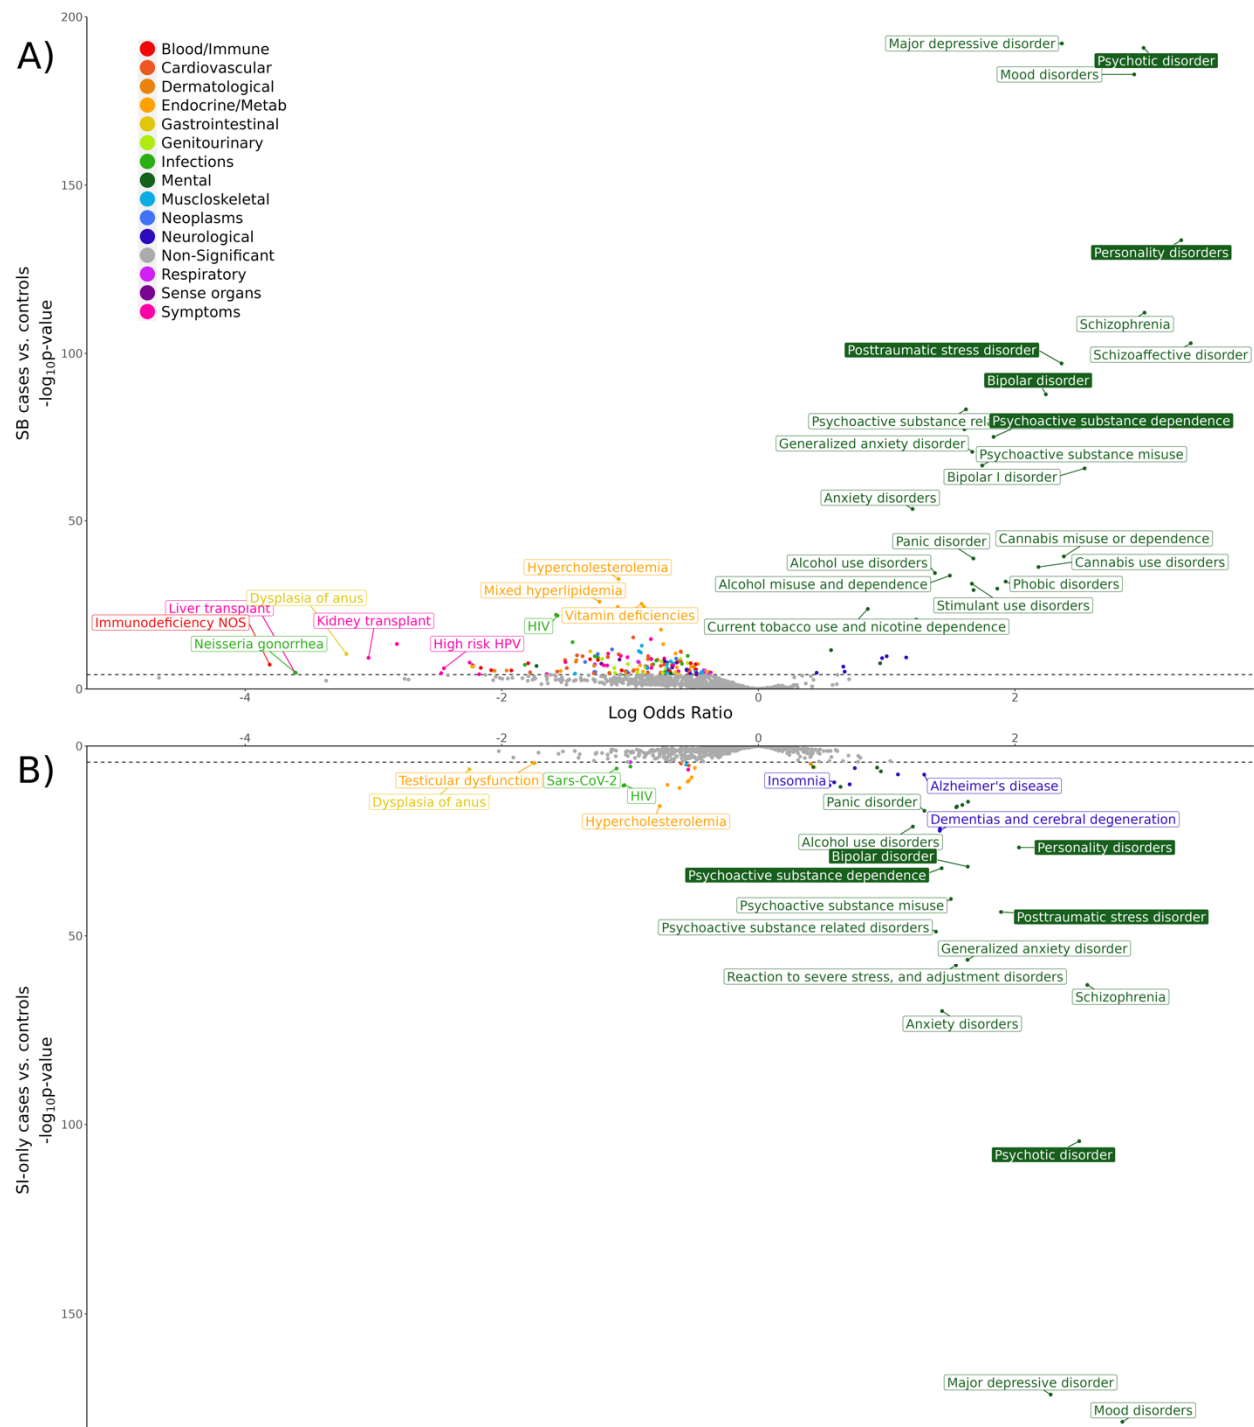 A)
200
150
100
50
0
SB cases vs. controls
-log10p-value
Blood/Immune
Cardiovascular
Dermatological
Endocrine/Metab
Gastrointestinal
Genitourinary
Infections
Mental
Muscloskeletal
Neoplasms
Neurological
Non-Significant
Respiratory
Sense organs
Symptoms
Major depressive disorder
Psychotic disorder
Mood disorders
Personality disorders
Schizophrenia
Posttraumatic stress disorder
Schizoaffective disorder
Bipolar disorder
Psychoactive substance rela
Psychoactive substance dependence
Generalized anxiety disorder
Psychoactive substance misuse
Bipolar I disorder
Anxiety disorders
Panic disorder
Cannabis misuse or dependence
Alcohol use disorders
Cannabis use disorders
Alcohol misuse and dependence
Phobic disorders
Stimulant use disorders
Current tobacco use and nicotine dependence
Hypercholesterolemia
Mixed hyperlipidemia
Vitamin deficiencies
HIV
Dysplasia of anus
Liver transplant
Immunodeficiency NOS
Kidney transplant
Neisseria gonorrhea
High risk HPV
-4 -2 0 2
Log Odds Ratio
-4 -2 0 2
B)
0
50
100
150
SI-only cases vs. controls
-log10p-value
Testicular dysfunction
Sars-CoV-2
Insomnia
Alzheimer's disease
Dysplasia of anus
HIV
Panic disorder
Hypercholesterolemia
Dementias and cerebral degeneration
Alcohol use disorders
Personality disorders
Bipolar disorder
Psychoactive substance dependence
Psychoactive substance misuse
Posttraumatic stress disorder
Psychoactive substance related disorders
Generalized anxiety disorder
Reaction to severe stress, and adjustment disorders
Schizophrenia
Anxiety disorders
Psychotic disorder
Major depressive disorder
Mood disorders